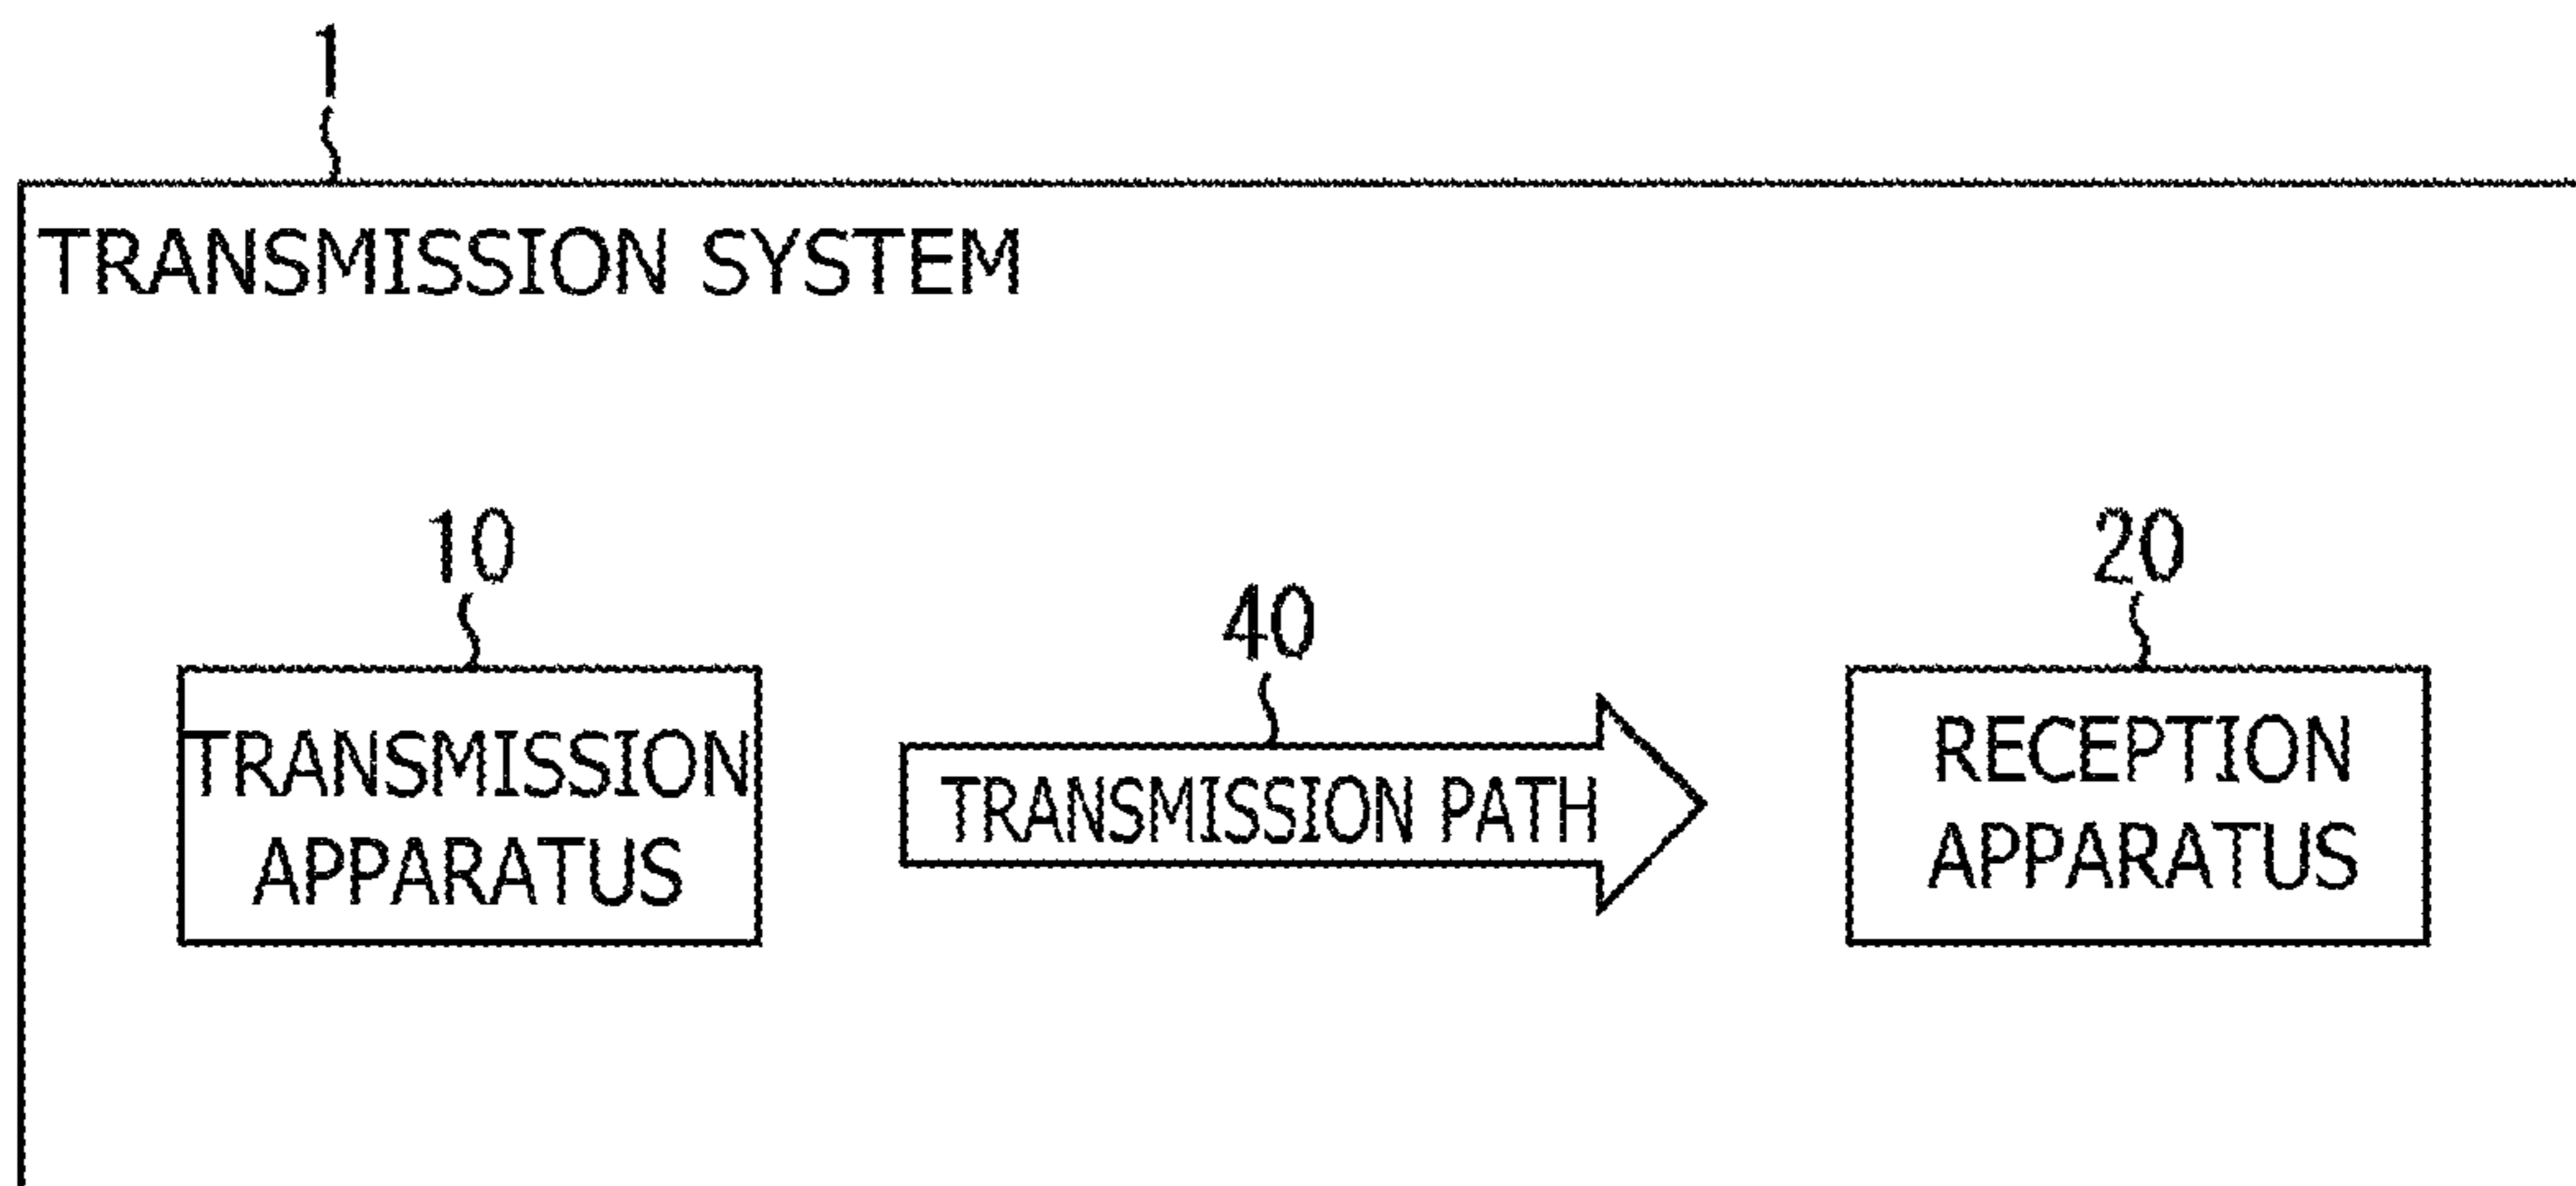 1
TRANSMISSION SYSTEM
10
TRANSMISSION
APPARATUS
40
TRANSMISSION PATH
20
RECEPTION
APPARATUS